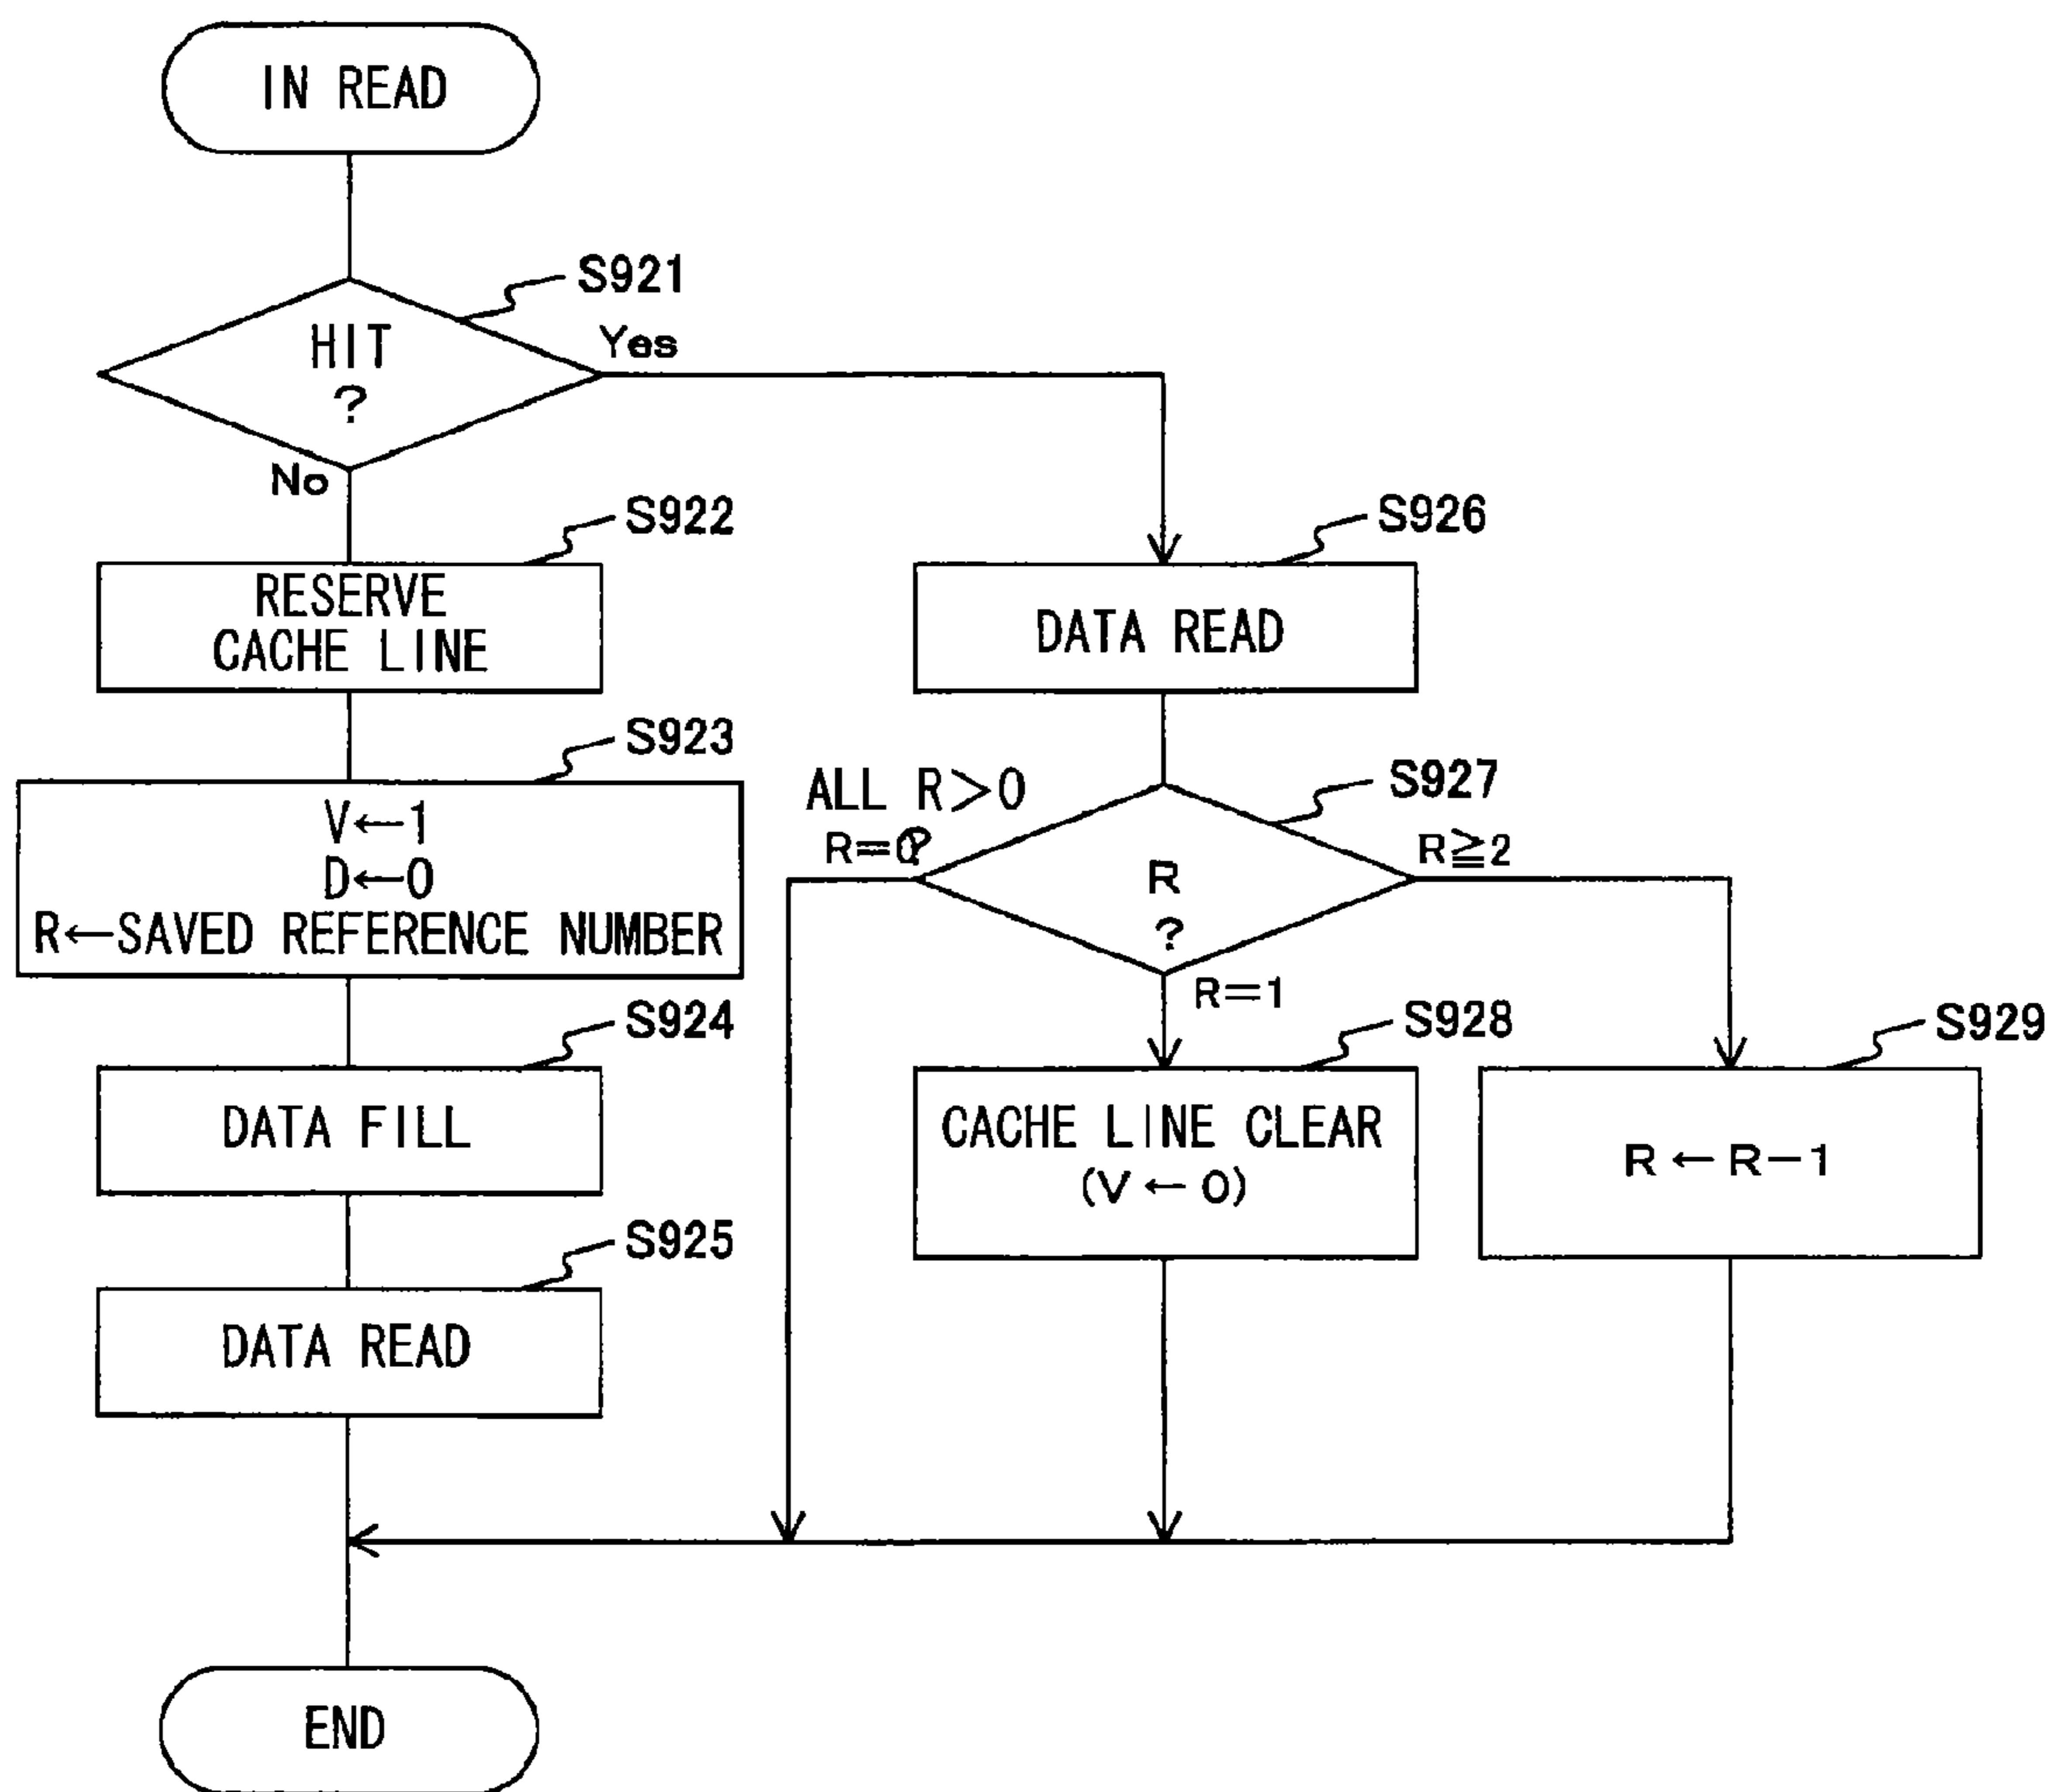 IN READ
S921
HIT
?
Yes
No
S922
RESERVE
CACHE LINE
S923
V←1
D←0
R←SAVED REFERENCE NUMBER
S924
DATA FILL
S925
DATA READ
S926
DATA READ
S927
ALL R>0
?
R=0
R
?
R≧2
R=1
S928
CACHE LINE CLEAR
(V←0)
S929
R←R-1
END